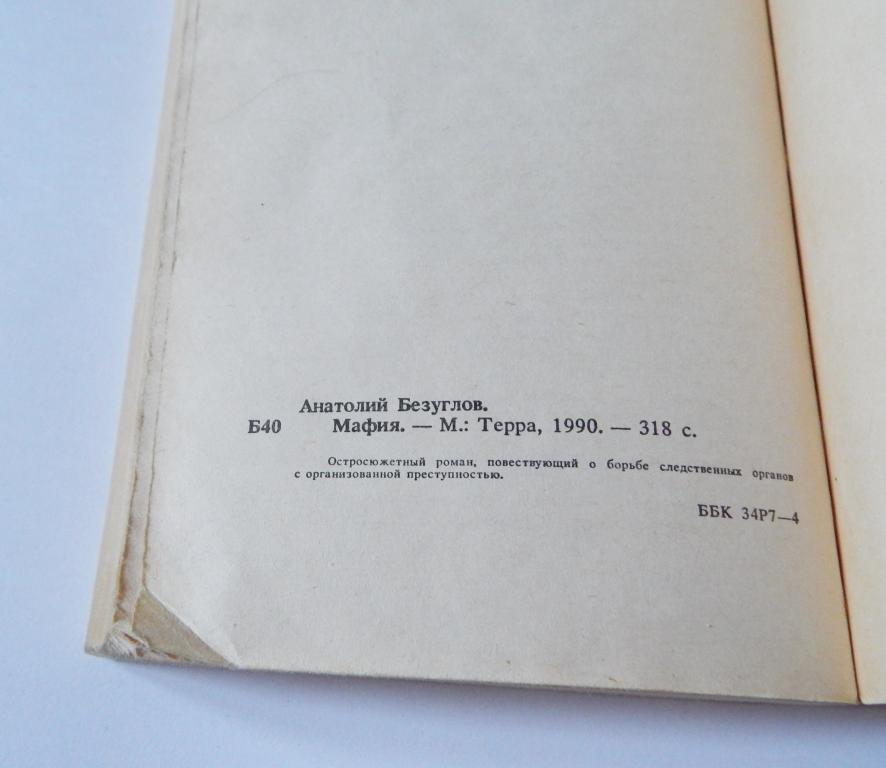 Анатолий Безуглов.
Б40 Мафия. — М.: Терра, 1990. — 318 с.
Остросюжетный роман, повествующий о борьбе следственных органов
с организованной преступностью.
ББК 34Р7—4